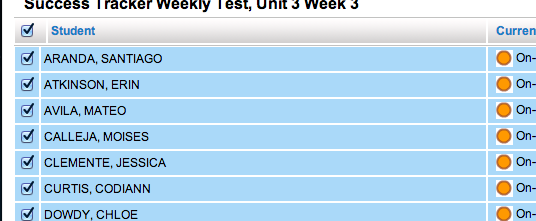 Success Tracker Weekly Test, Unit 3 Week 3
Student Curren
ARANDA, SANTIAGO On-
ATKINSON, ERIN On-
AVILA, MATEO On-
CALLEJA, MOISES On-
CLEMENTE, JESSICA On-
CURTIS, CODIANN On-
DOWDY, CHLOE On-